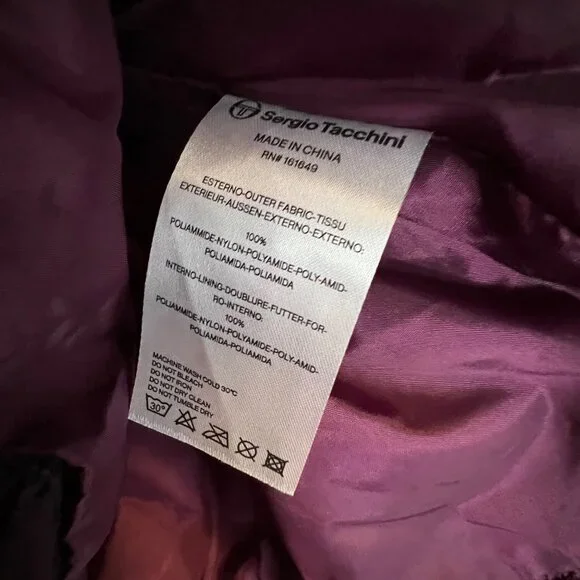 Sergio Tacchini
MADE IN CHINA
RN# 161649
ESTERNO-OUTER FABRIC-TISSU
EXTERIEUR-AUSSEN-EXTERNO-EXTERNO:
100%
POLIAMMIDE-NYLON-POLYAMIDE-POLY-AMID-
POLIAMIDA-POLIAMIDA
INTERNO-LINING-DOUBLURE-FUTTER-FOR-
RO-INTERNO:
100%
POLIAMMIDE-NYLON-POLYAMIDE-POLY.AMID-
POLIAMIDA-POLIAMIDA
MACHINE WASH COLD 30°C
DO NOT BLEACH
DO NOT IRON
DO NOT DRY CLEAN
DO NOT TUMBLE DRY
30°